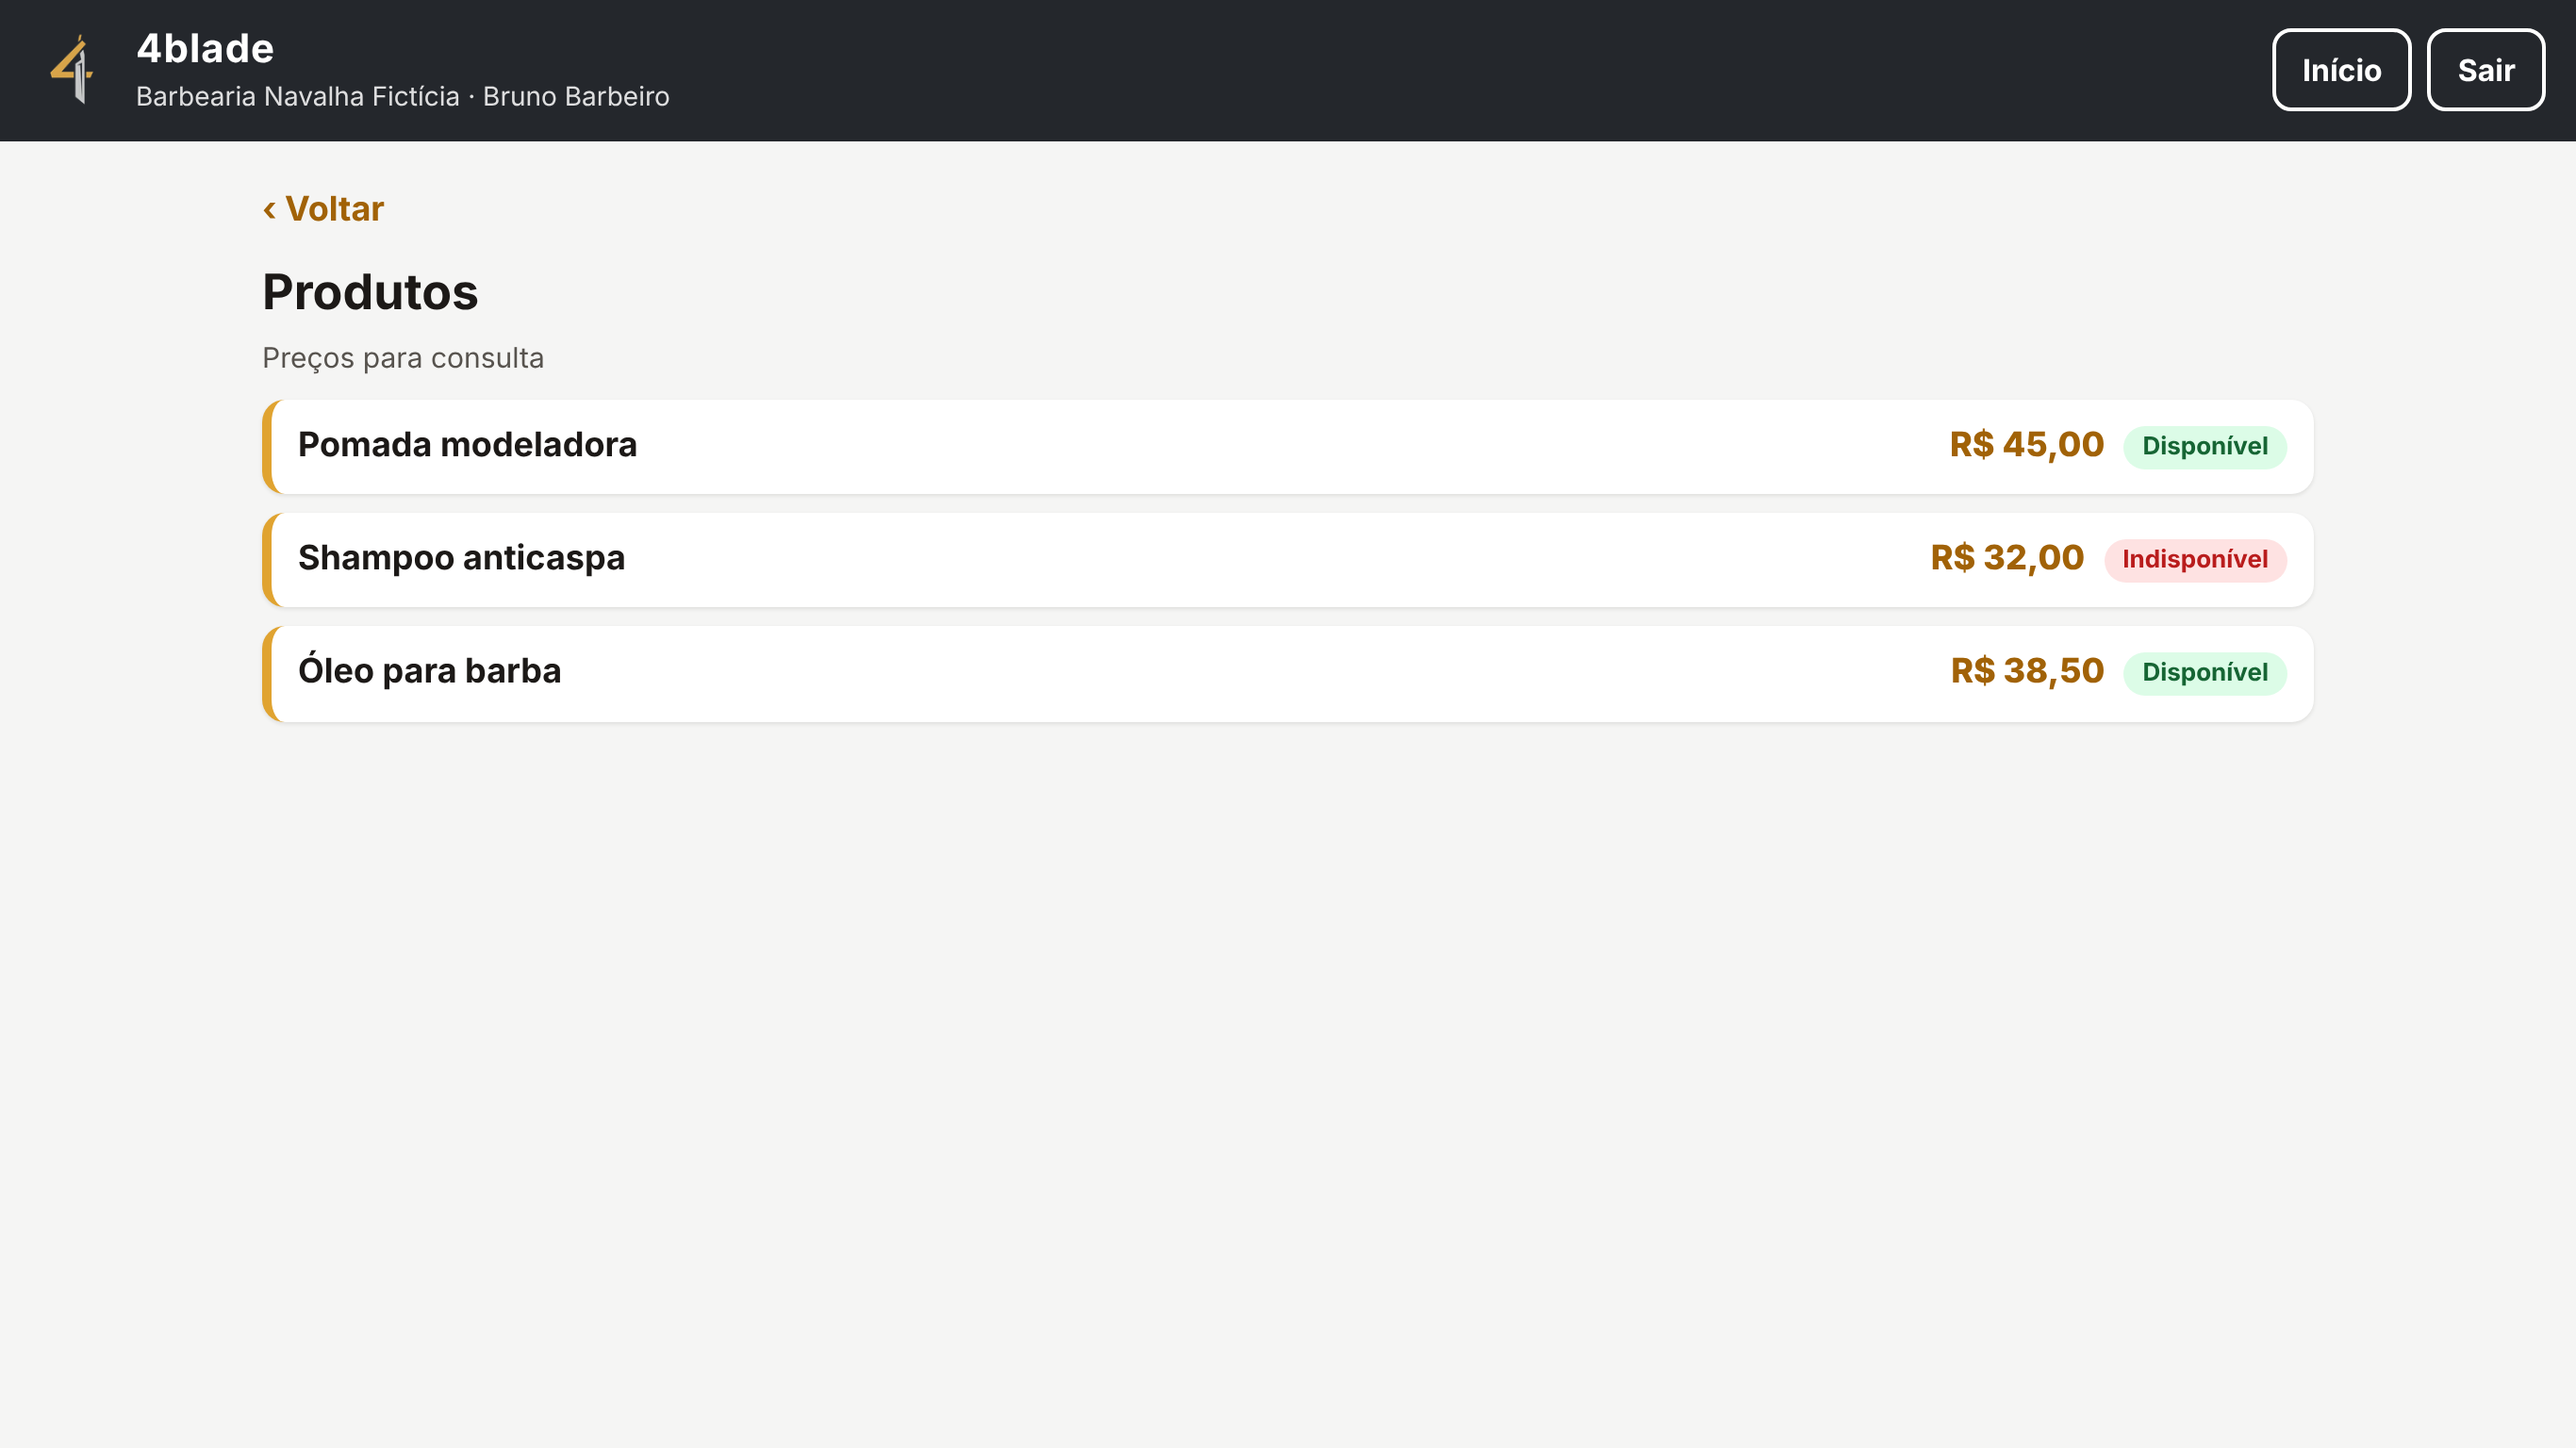 4blade
Barbearia Navalha Fictícia · Bruno Barbeiro
Início
Sair
‹ Voltar
Produtos
Preços para consulta
Pomada modeladora
R$ 45,00
Disponível
Shampoo anticaspa
R$ 32,00
Indisponível
Óleo para barba
R$ 38,50
Disponível